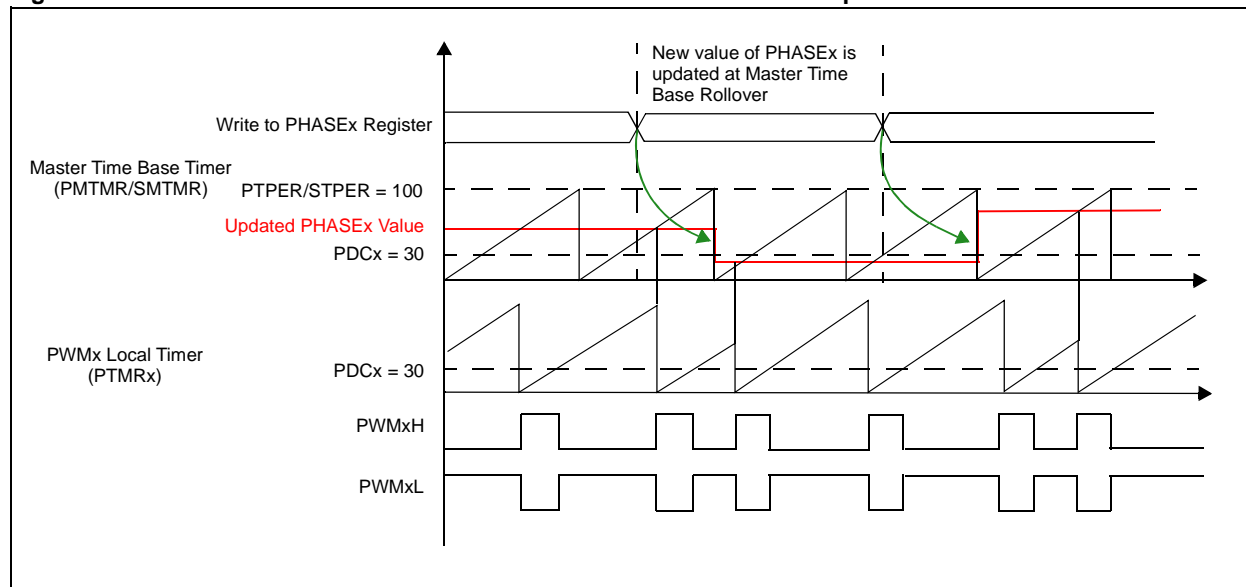 New value of PHASEx is
updated at Master Time
Base Rollover
Write to PHASEx Register
Master Time Base Timer
(PMTMR/SMTMR)
PTPER/STPER = 100
Updated PHASEx Value
PDCx = 30
PWMx Local Timer
(PTMRx)
PDCx = 30
PWMxH
PWMxL